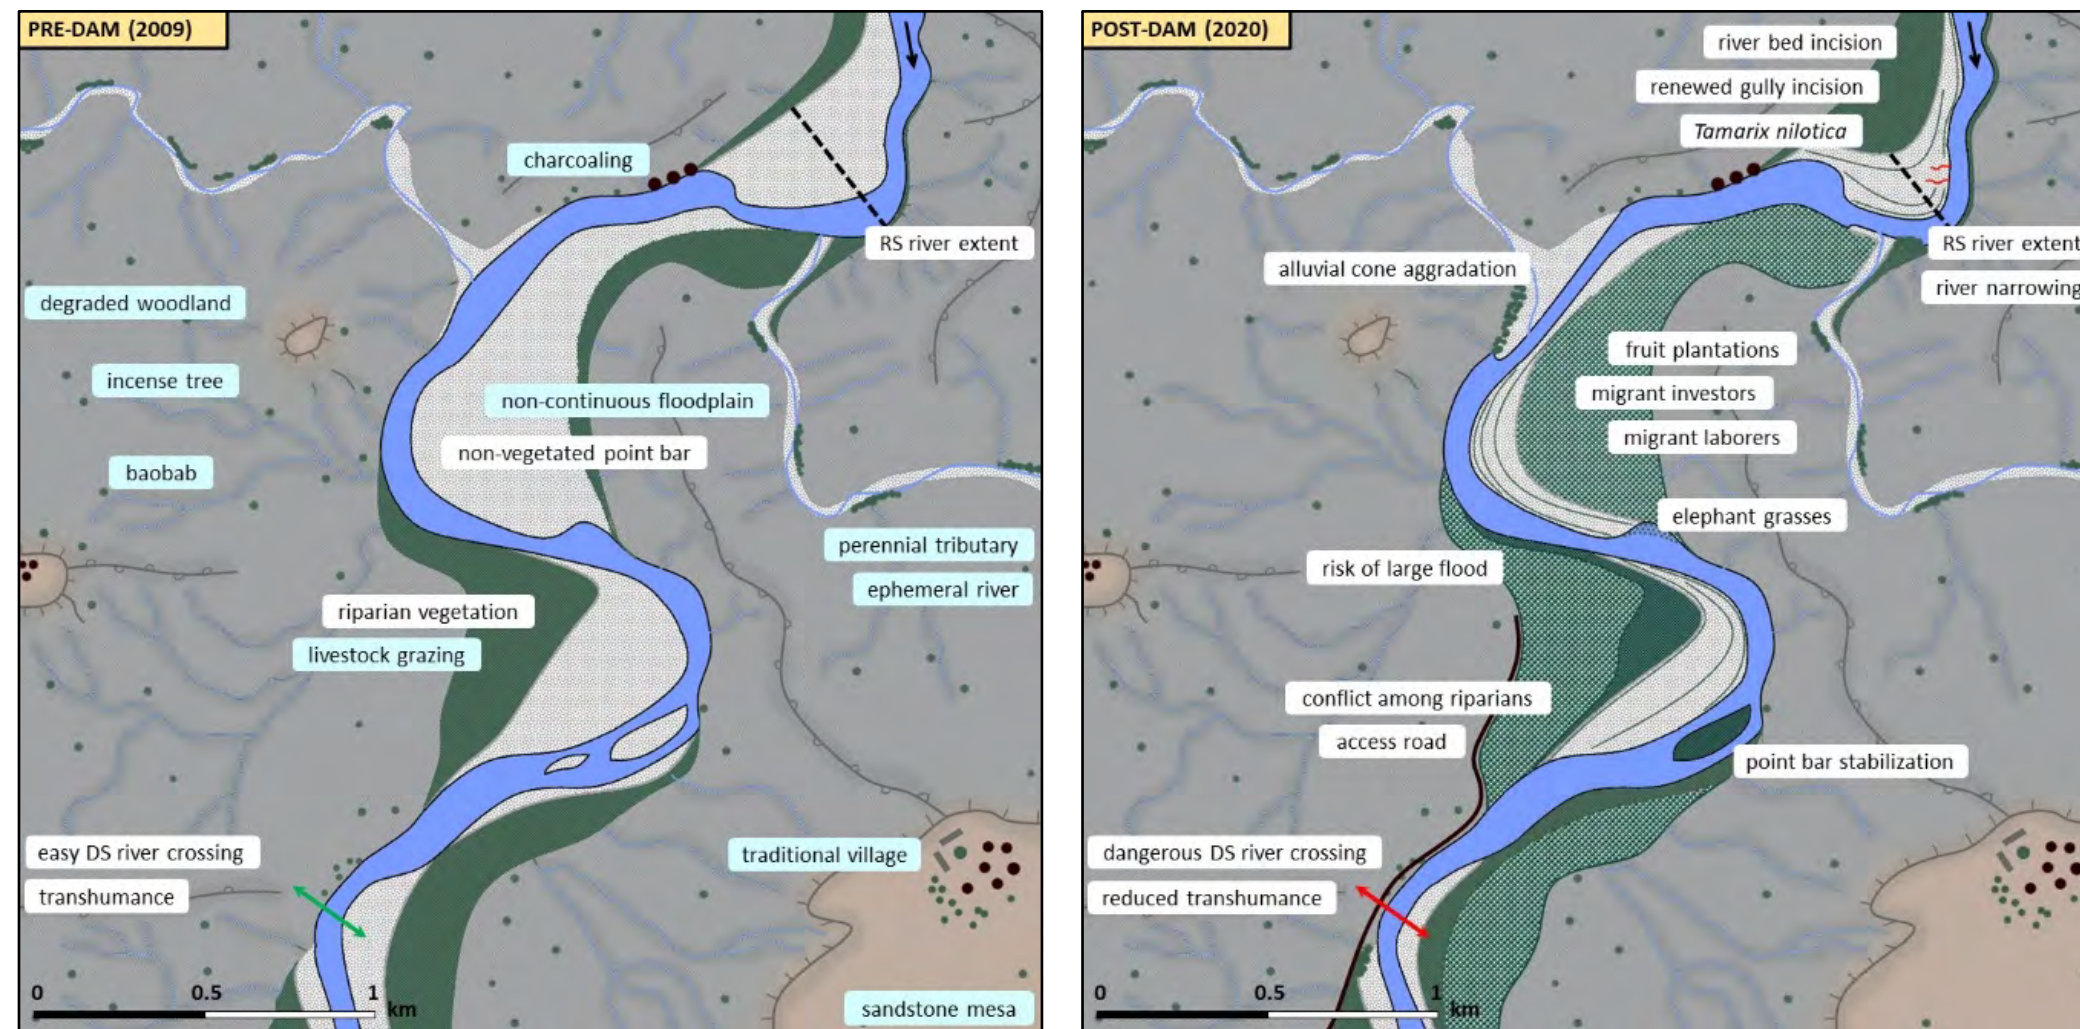 PRE-DAM (2009)
charcoaling
RS river extent
degraded woodland
incense tree
non-continuous floodplain
non-vegetated point bar
baobab
perennial tributary
ephemeral river
riparian vegetation
livestock grazing
easy DS river crossing
transhumance
traditional village
sandstone mesa
0 0.5 1 km
POST-DAM (2020)
river bed incision
renewed gully incision
Tamarix nilotica
RS river extent
river narrowing
alluvial cone aggradation
fruit plantations
migrant investors
migrant laborers
elephant grasses
risk of large flood
conflict among riparians
access road
point bar stabilization
dangerous DS river crossing
reduced transhumance
0 0.5 1 km